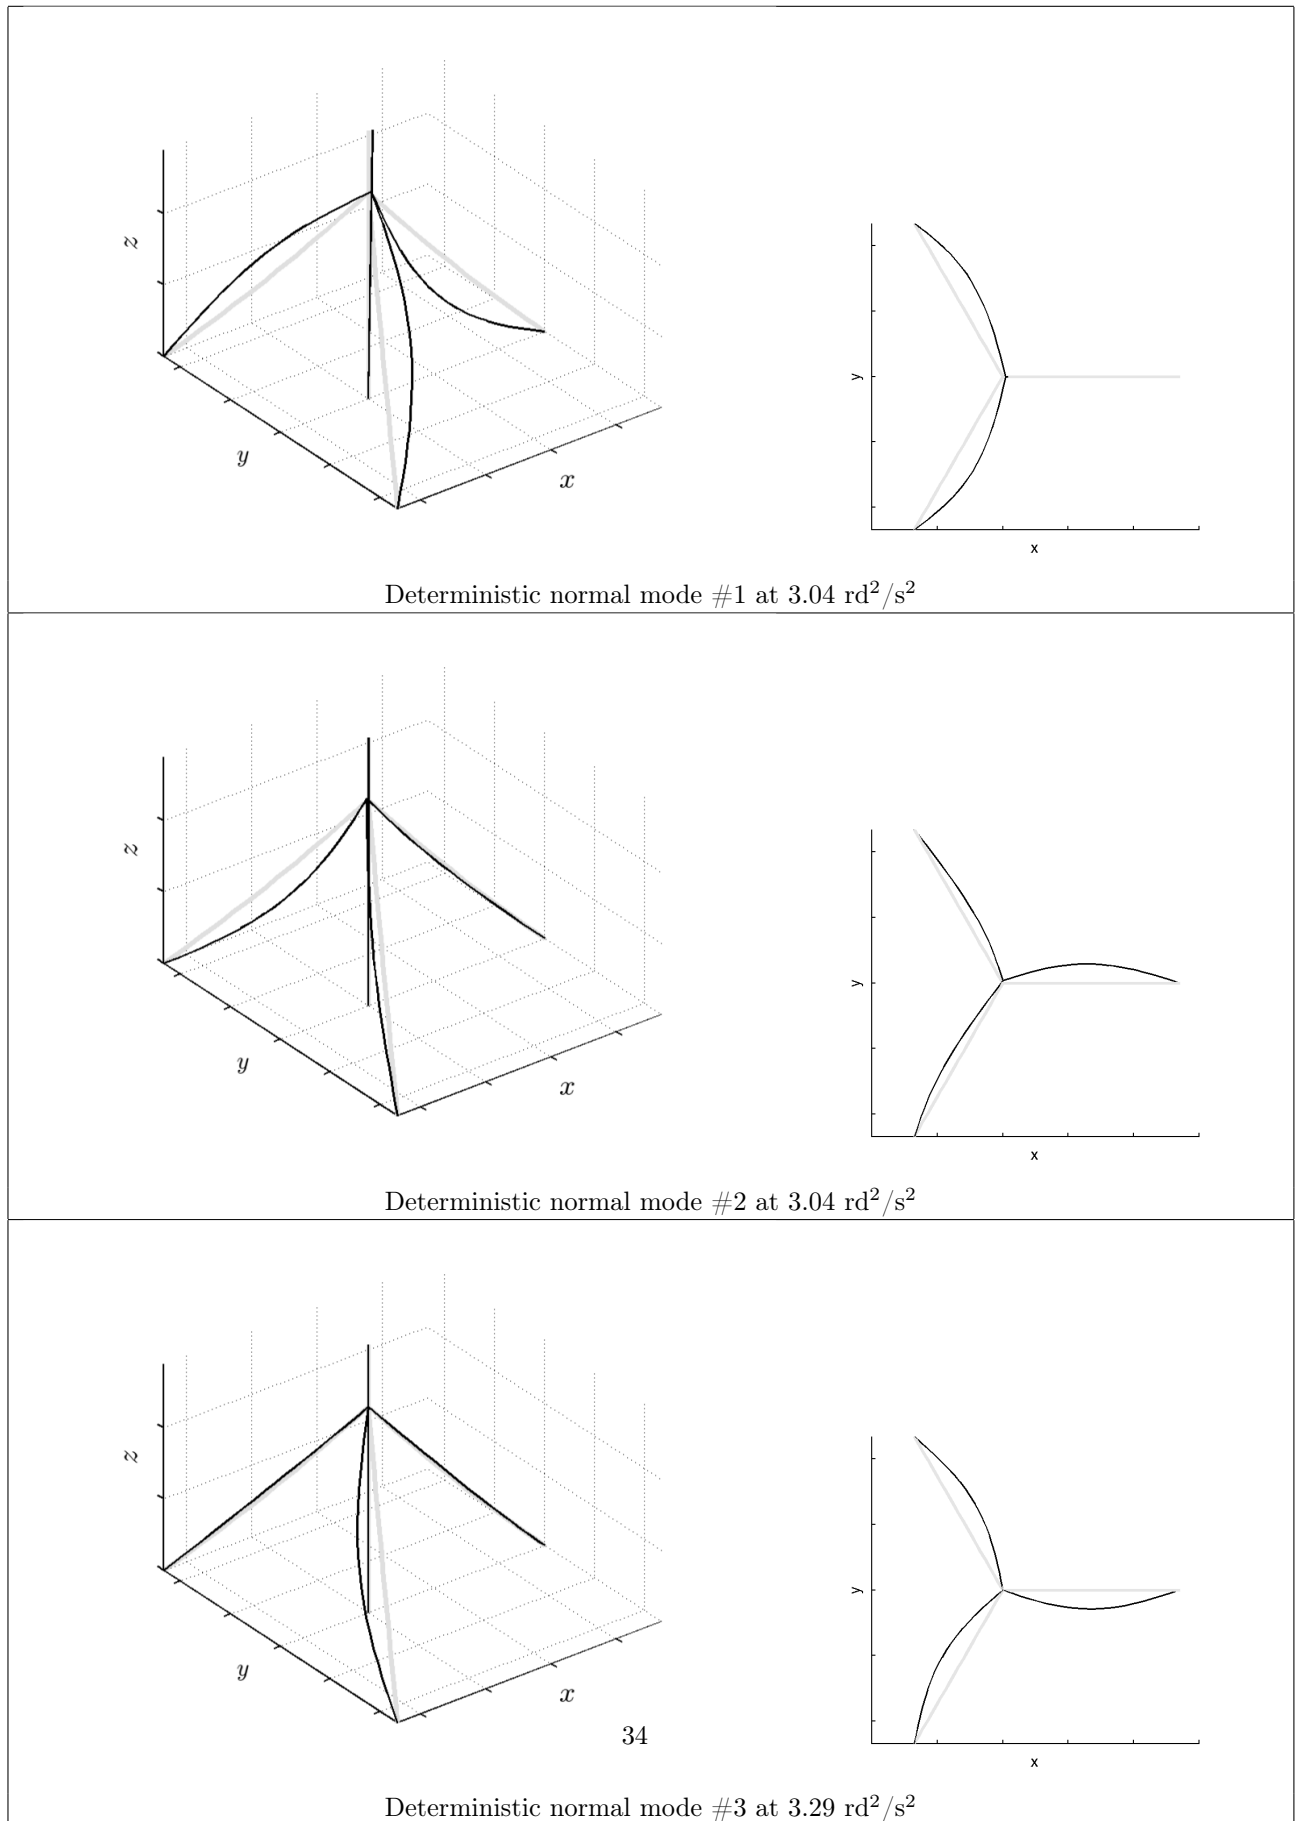 z
y
x
y
x
Deterministic normal mode #1 at 3.04 rd²/s²
z
y
x
y
x
Deterministic normal mode #2 at 3.04 rd²/s²
z
y
x
y
x
34
Deterministic normal mode #3 at 3.29 rd²/s²